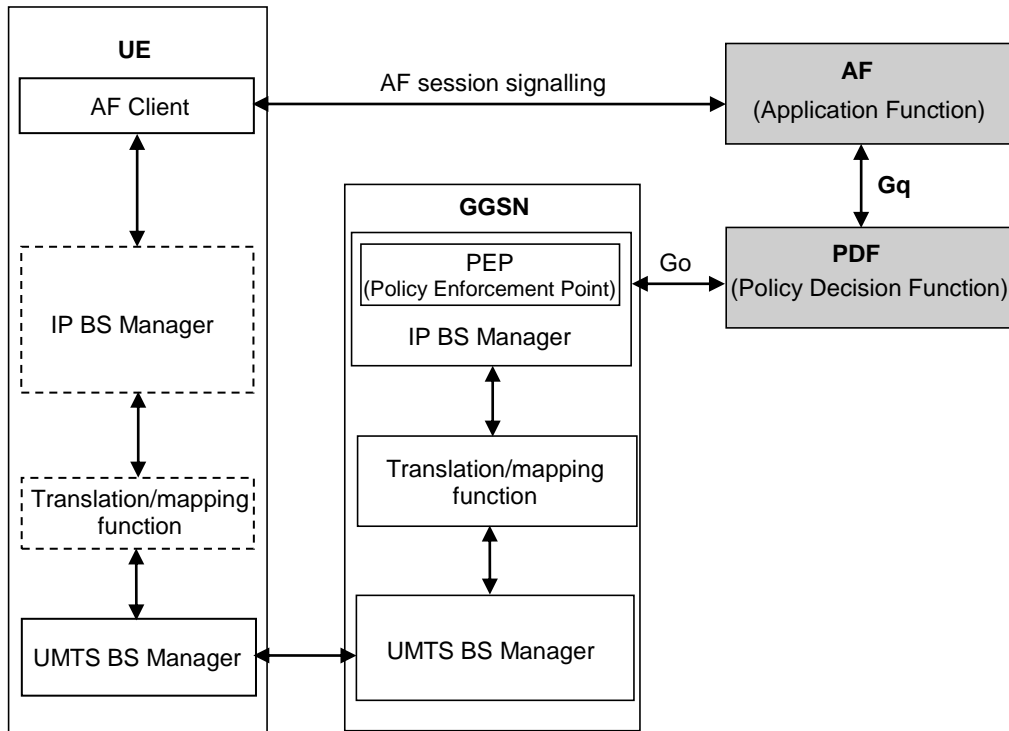 UE
AF Client
IP BS Manager
Translation/mapping
function
UMTS BS Manager
AF session signalling
AF
(Application Function)
Gq
GGSN
PEP
(Policy Enforcement Point)
IP BS Manager
Go
PDF
(Policy Decision Function)
Translation/mapping
function
UMTS BS Manager